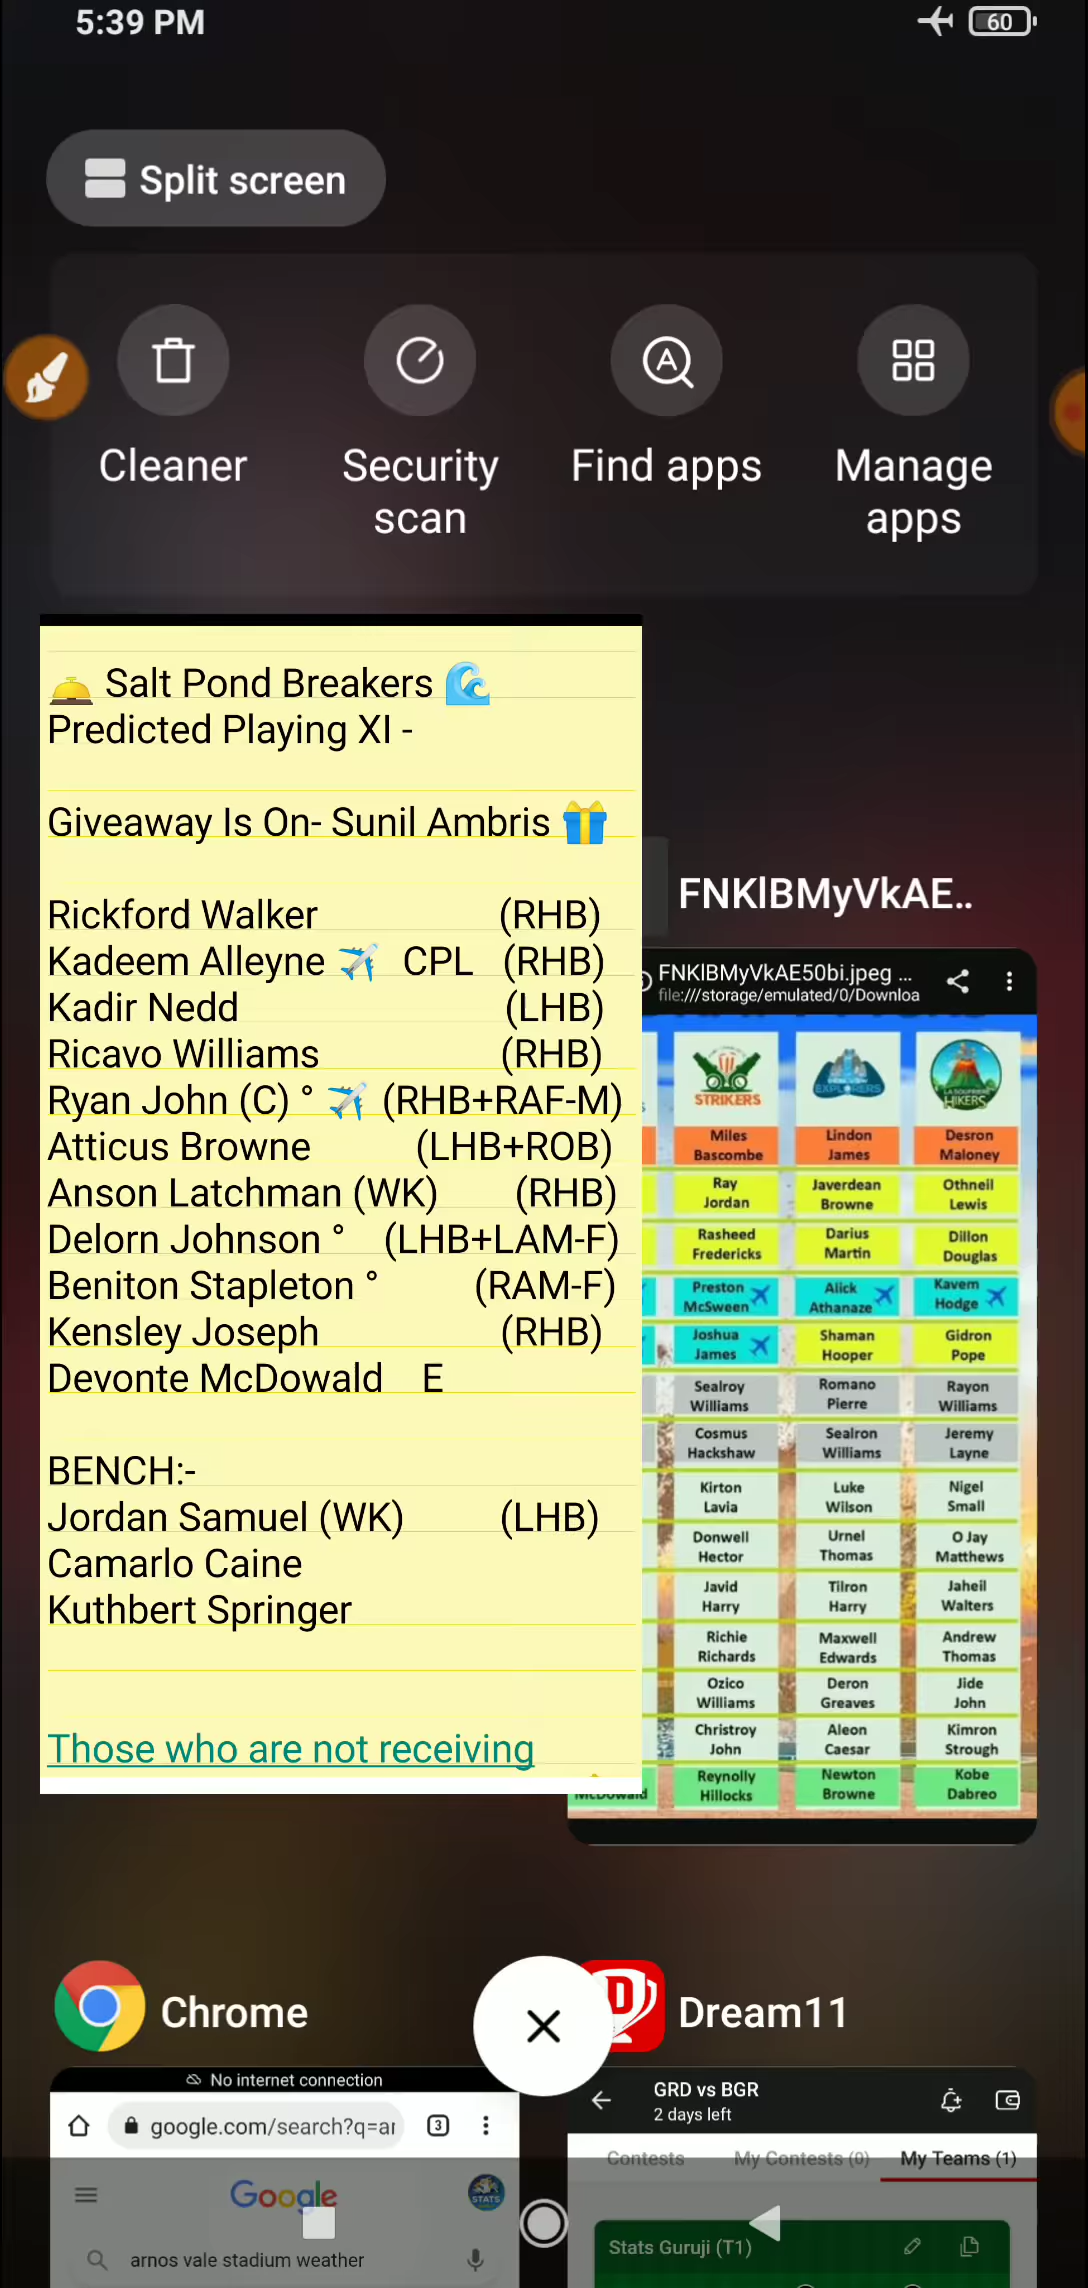 5:39 PM
60
Split screen
Cleaner
Security scan
Find apps
Manage apps
Salt Pond Breakers
Predicted Playing XI -
Giveaway Is On- Sunil Ambris
Rickford Walker (RHB)
Kadeem Alleyne CPL (RHB)
Kadir Nedd (LHB)
Ricavo Williams (RHB)
Ryan John (C) ° (RHB+RAF-M)
Atticus Browne (LHB+ROB)
Anson Latchman (WK) (RHB)
Delorn Johnson ° (LHB+LAM-F)
Beniton Stapleton ° (RAM-F)
Kensley Joseph (RHB)
Devonte McDowald E
BENCH:-
Jordan Samuel (WK) (LHB)
Camarlo Caine
Kuthbert Springer
Those who are not receiving
FNKlBMyVkAE..
FNKlBMyVkAE50bi.jpeg ...
file:///storage/emulated/0/Downloa
STRIKERS
EXPLORERS
HIKERS
Miles Bascombe
Lindon James
Desron Maloney
Ray Jordan
Javerdean Browne
Othneil Lewis
Rasheed Fredericks
Darius Martin
Dillon Douglas
Preston McSween
Alick Athanaze
Kavem Hodge
Joshua James
Shaman Hooper
Gidron Pope
Sealroy Williams
Romano Pierre
Rayon Williams
Cosmus Hackshaw
Sealron Williams
Jeremy Layne
Kirton Lavia
Luke Wilson
Nigel Small
Donwell Hector
Urnel Thomas
O Jay Matthews
Javid Harry
Tilron Harry
Jaheil Walters
Richie Richards
Maxwell Edwards
Andrew Thomas
Ozico Williams
Deron Greaves
Jide John
Christroy John
Aleon Caesar
Kimron Strough
McDowald
Reynolly Hillocks
Newton Browne
Kobe Dabreo
Chrome
Dream11
No internet connection
google.com/search?q=ar
3
Google
STATS
arnos vale stadium weather
GRD vs BGR
2 days left
Contests
My Contests (0)
My Teams (1)
Stats Guruji (T1)